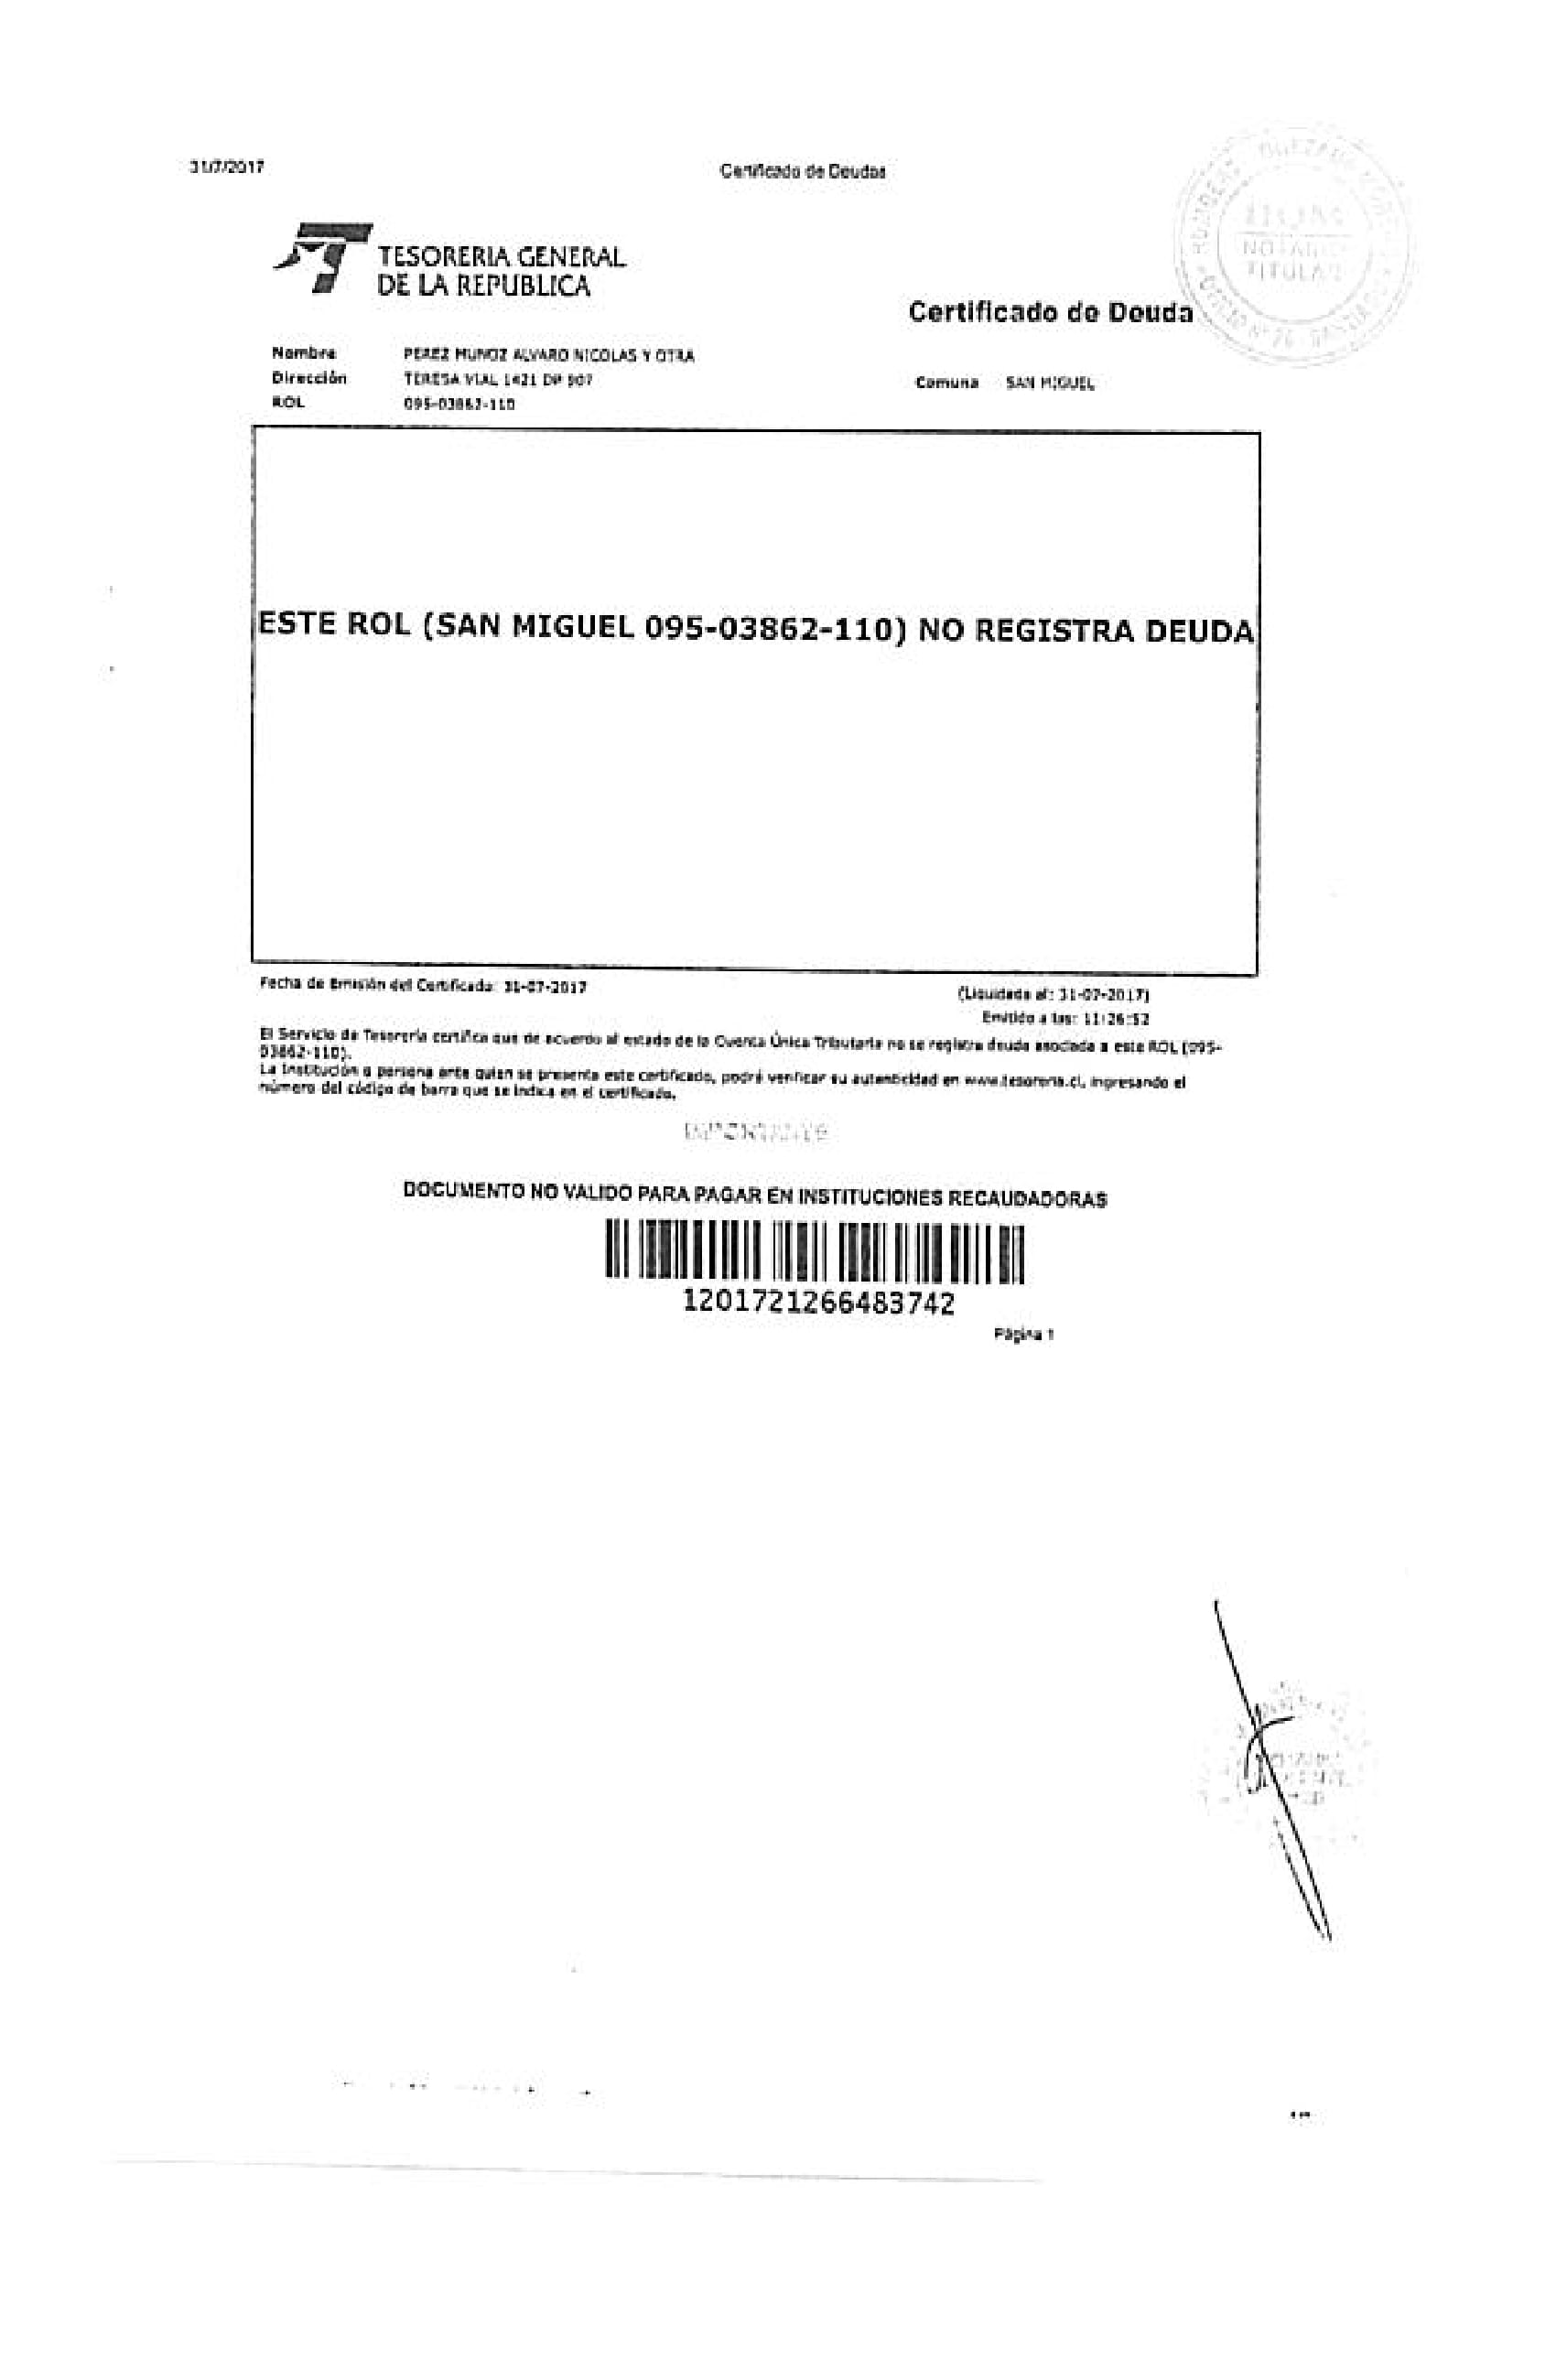 31/7/2017
Certificado de Deudas
TESORERIA GENERAL
DE LA REPUBLICA
Certificado de Deuda
NOTARIO
TITULAR
Nombre PEREZ MUNOZ ALVARO NICOLAS Y OTRA
Dirección TERESA VIAL 1421 DP 907
Comuna SAN MIGUEL
ROL 095-03862-110
ESTE ROL (SAN MIGUEL 095-03862-110) NO REGISTRA DEUDA
Fecha de Emisión del Certificado: 31-07-2017
(Liquidada al: 31-07-2017)
Emitido a las: 11:26:52
El Servicio de Tesorería certifica que de acuerdo al estado de la Cuenta Única Tributaria no se registra deuda asociada a este ROL (095-
03862-110).
La Institución o persona ante quien se presenta este certificado, podrá verificar su autenticidad en www.tesoreria.cl, ingresando el
número del código de barra que se indica en el certificado.
DOCUMENTO NO VALIDO PARA PAGAR EN INSTITUCIONES RECAUDADORAS
1201721266483742
Página 1